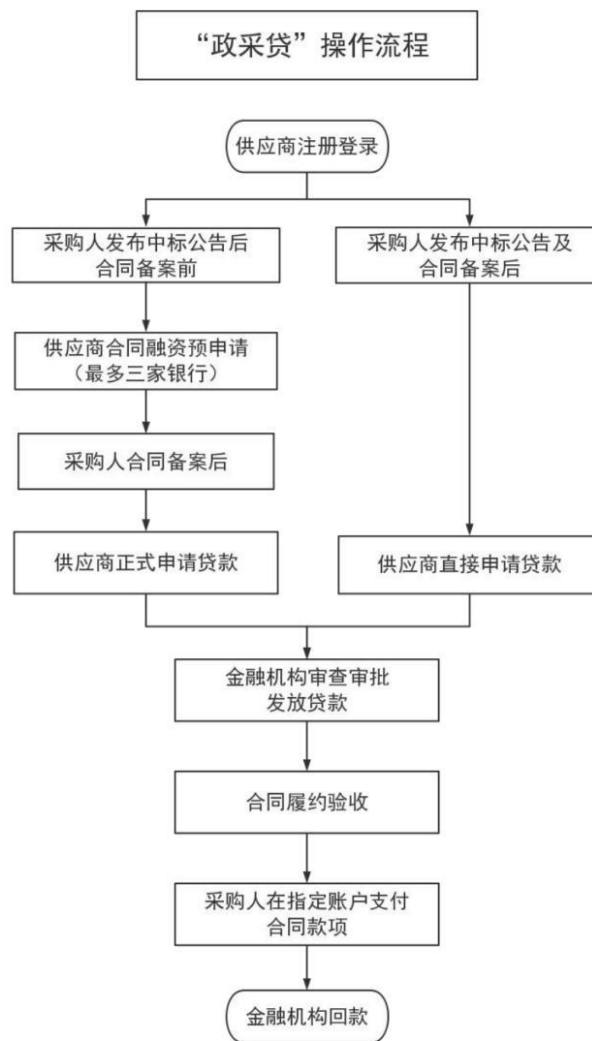 “政采贷”操作流程
供应商注册登录
采购人发布中标公告后
合同备案前
采购人发布中标公告及
合同备案后
供应商合同融资预申请
（最多三家银行）
采购人合同备案后
供应商正式申请贷款
供应商直接申请贷款
金融机构审查审批
发放贷款
合同履约验收
采购人在指定账户支付
合同款项
金融机构回款